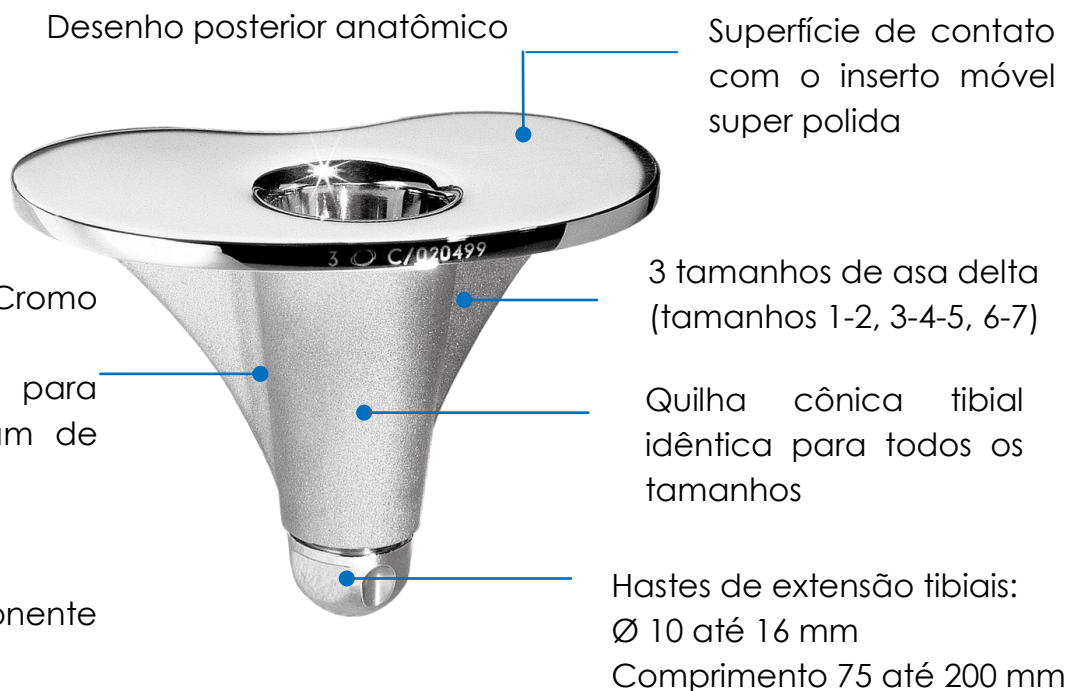 Desenho posterior anatômico
Superfície de contato
com o inserto móvel
super polida
3 C/020499
Cromo
para
m de
onente
3 tamanhos de asa delta
(tamanhos 1-2, 3-4-5, 6-7)
Quilha cônica tibial
idêntica para todos os
tamanhos
Hastes de extensão tibiais:
Ø 10 até 16 mm
Comprimento 75 até 200 mm